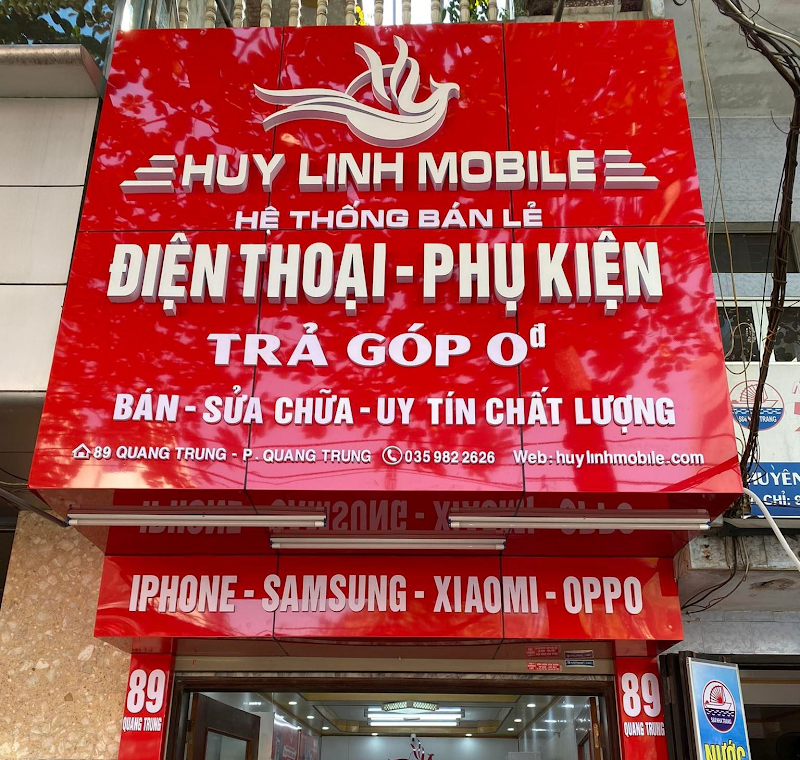 HUY LINH MOBILE
HỆ THỐNG BÁN LẺ
ĐIỆN THOẠI - PHỤ KIỆN
TRẢ GÓP 0đ
BÁN - SỬA CHỮA - UY TÍN CHẤT LƯỢNG
89 QUANG TRUNG - P. QUANG TRUNG 035 982 2626 Web: huylinhmobile.com
IPHONE - SAMSUNG - XIAOMI - OPPO
89
QUANG TRUNG
89
QUANG TRUNG
NƯỚC